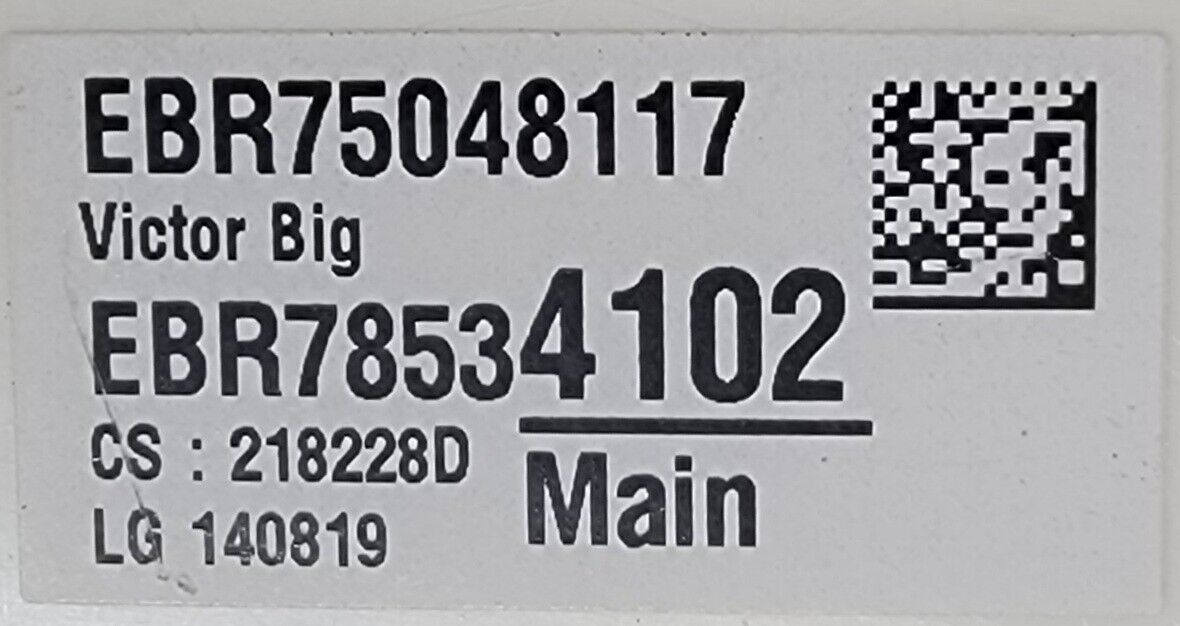 EBR75048117
Victor Big
EBR78534102
CS : 218228D
Main
LG 140819